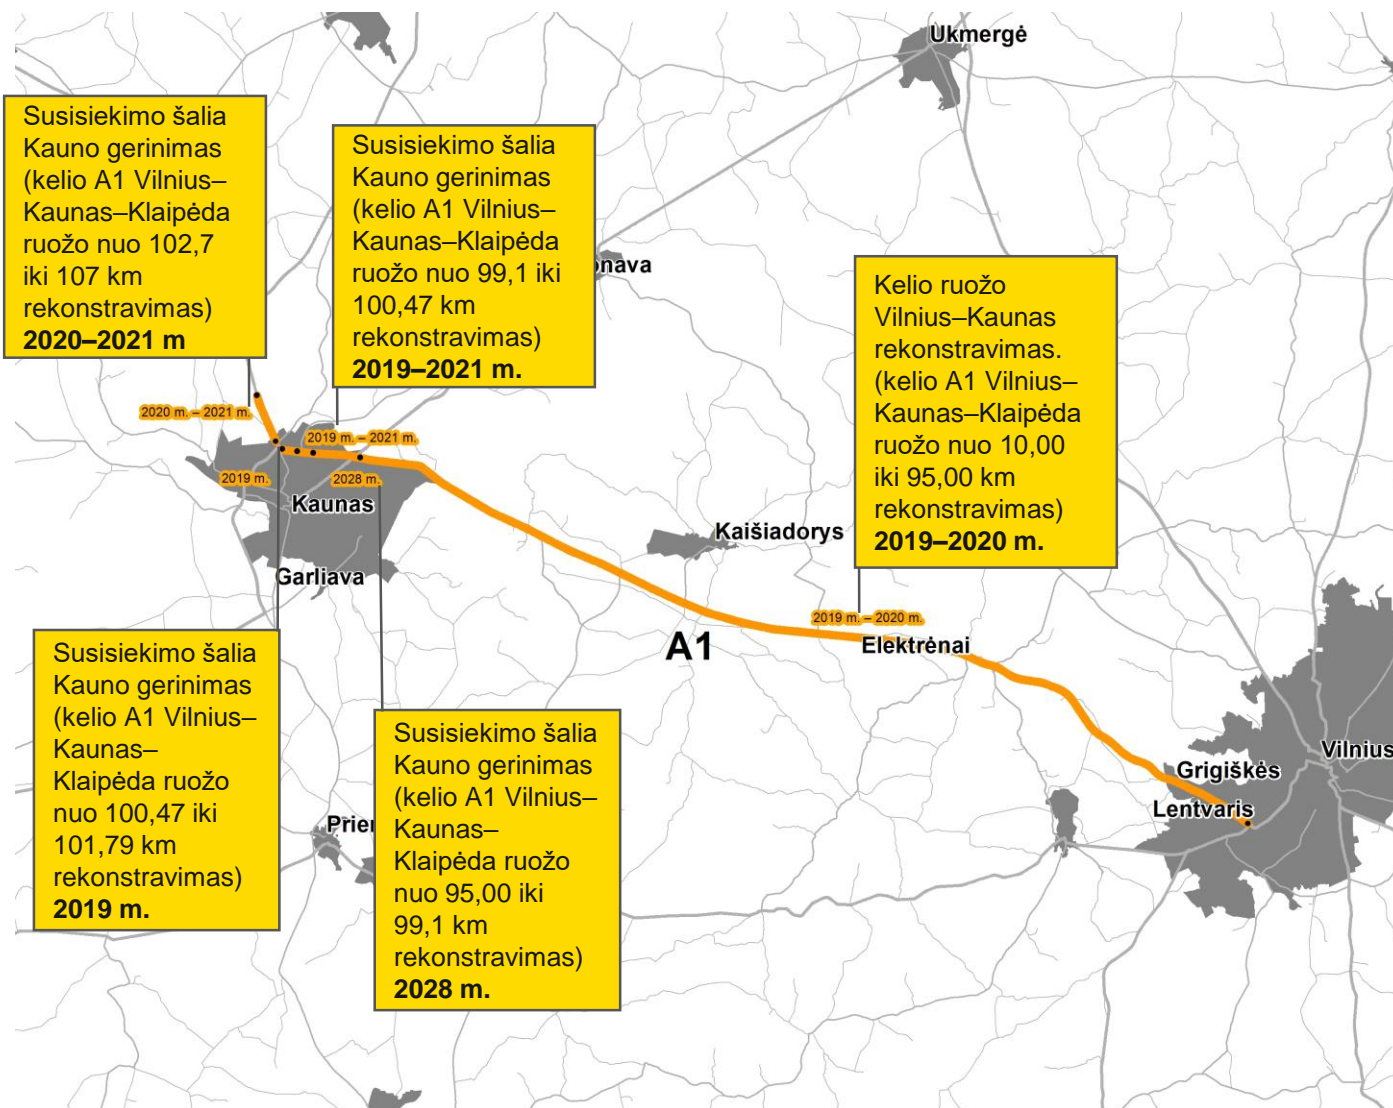 Ukmergė
Susisiekimo šalia
Kauno gerinimas
(kelio A1 Vilnius–
Kaunas–Klaipėda
ruožo nuo 102,7
iki 107 km
rekonstravimas)
2020–2021 m
Susisiekimo šalia
Kauno gerinimas
(kelio A1 Vilnius–
Kaunas–Klaipėda
ruožo nuo 99,1 iki
100,47 km
rekonstravimas)
2019–2021 m.
nava
Kelio ruožo
Vilnius–Kaunas
rekonstravimas.
(kelio A1 Vilnius–
Kaunas–Klaipėda
ruožo nuo 10,00
iki 95,00 km
rekonstravimas)
2019–2020 m.
2020 m. – 2021 m.
2019 m. – 2021 m.
2019 m.
2028 m.
Kaunas
Kaišiadorys
Garliava
2019 m. – 2020 m.
A1
Elektrėnai
Susisiekimo šalia
Kauno gerinimas
(kelio A1 Vilnius–
Kaunas–
Klaipėda ruožo
nuo 100,47 iki
101,79 km
rekonstravimas)
2019 m.
Susisiekimo šalia
Kauno gerinimas
(kelio A1 Vilnius–
Kaunas–
Klaipėda ruožo
nuo 95,00 iki
99,1 km
rekonstravimas)
2028 m.
Vilnius
Grigiškės
Lentvaris
Prie